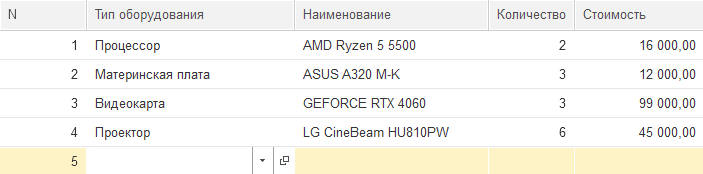 N Тип оборудования Наименование Количество Стоимость
1 Процессор AMD Ryzen 5 5500 2 16 000,00
2 Материнская плата ASUS A320 M-K 3 12 000,00
3 Видеокарта GEFORCE RTX 4060 3 99 000,00
4 Проектор LG CineBeam HU810PW 6 45 000,00
5